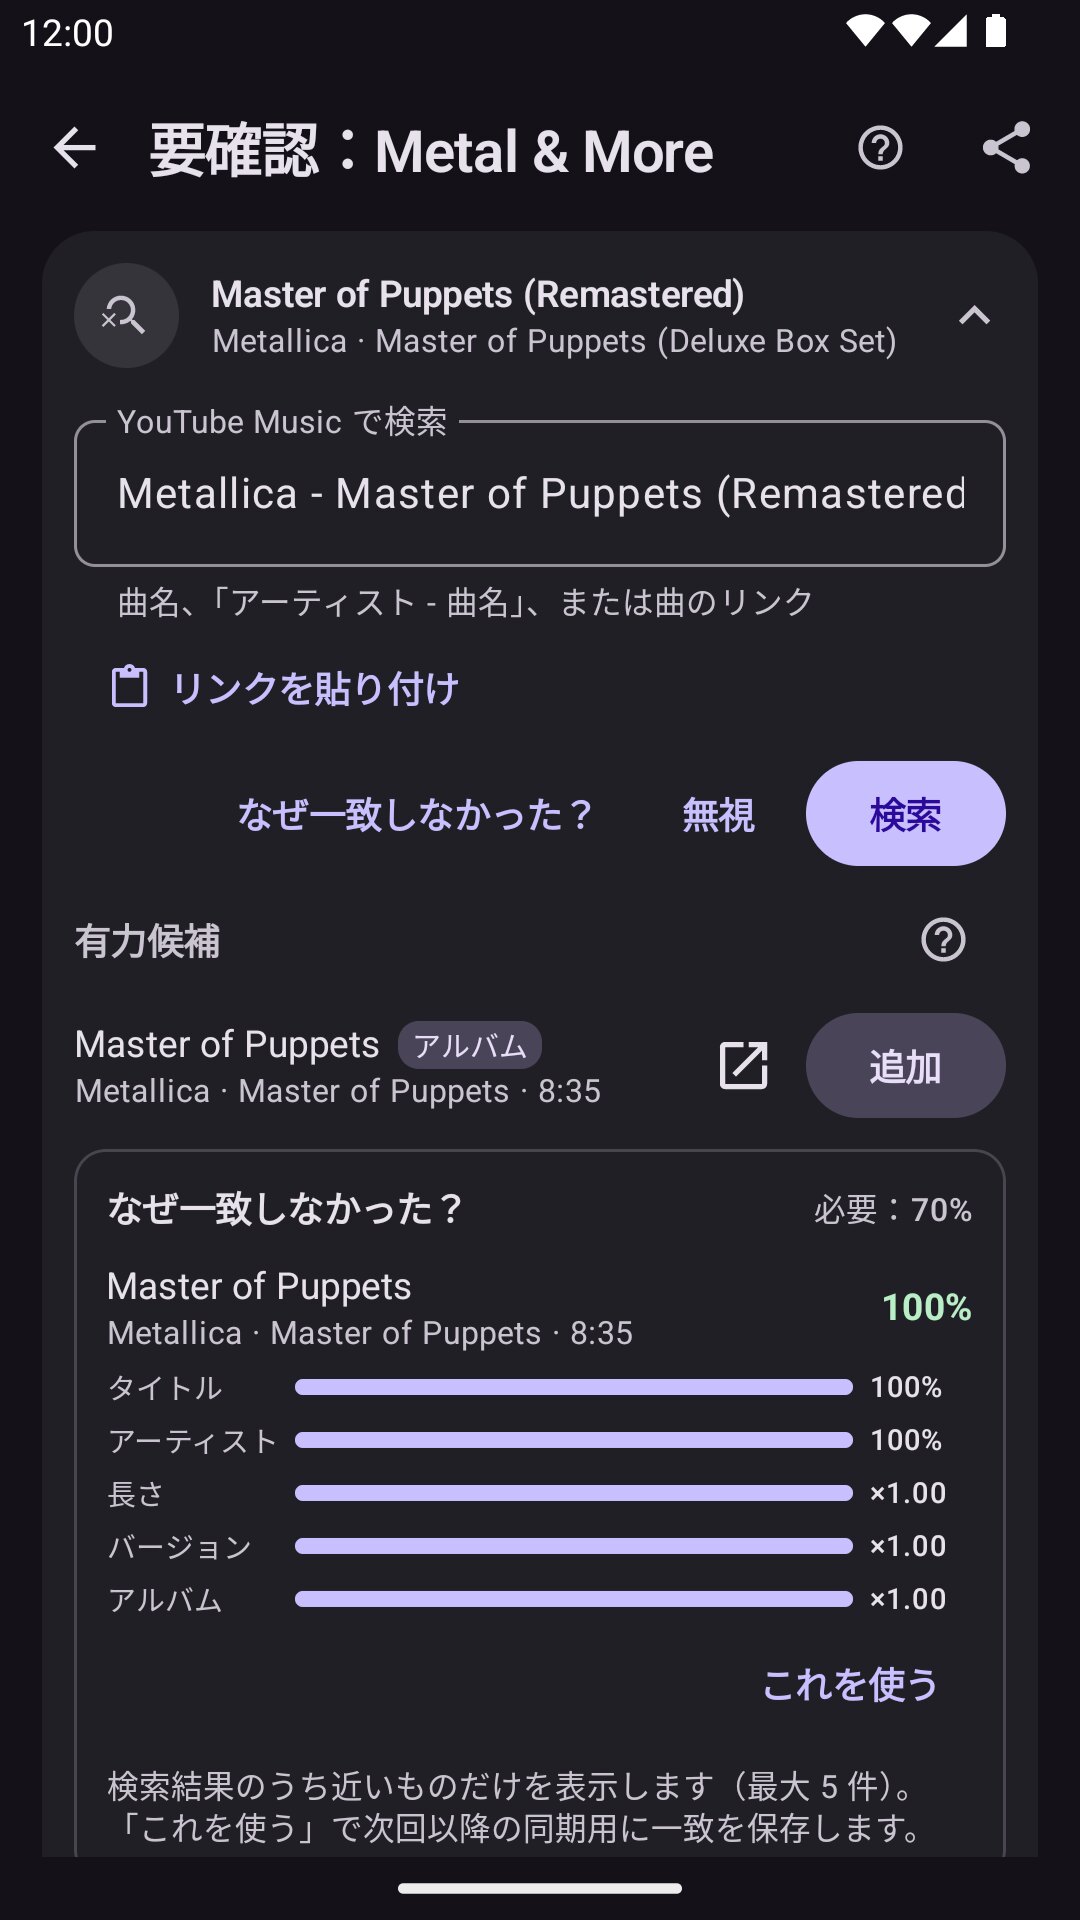 12:00
要確認：Metal & More
Master of Puppets (Remastered)
Metallica · Master of Puppets (Deluxe Box Set)
YouTube Music で検索
Metallica - Master of Puppets (Remastered
曲名、「アーティスト - 曲名」、または曲のリンク
リンクを貼り付け
なぜ一致しなかった？ 無視 検索
有力候補
Master of Puppets アルバム
Metallica · Master of Puppets · 8:35
追加
なぜ一致しなかった？ 必要：70%
Master of Puppets
Metallica · Master of Puppets · 8:35
100%
タイトル 100%
アーティスト 100%
長さ ×1.00
バージョン ×1.00
アルバム ×1.00
これを使う
検索結果のうち近いものだけを表示します（最大 5 件）。
「これを使う」で次回以降の同期用に一致を保存します。